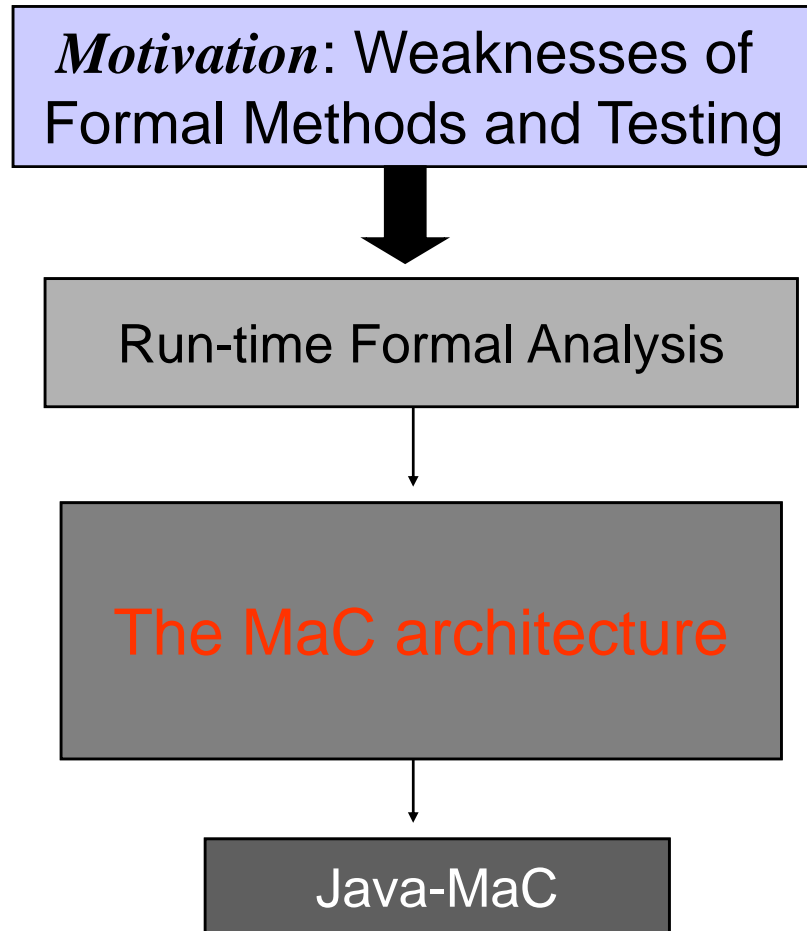 Motivation: Weaknesses of
Formal Methods and Testing
Run-time Formal Analysis
The MaC architecture
Java-MaC